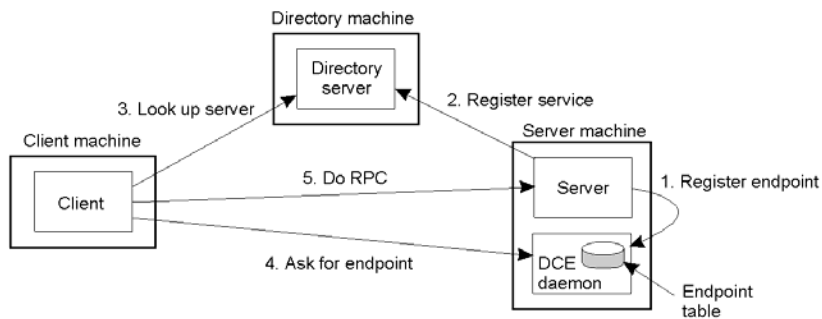 Directory machine
Directory
server
3. Look up server
2. Register service
Client machine
Server machine
5. Do RPC
1. Register endpoint
Client
Server
4. Ask for endpoint
DCE
daemon
Endpoint
table